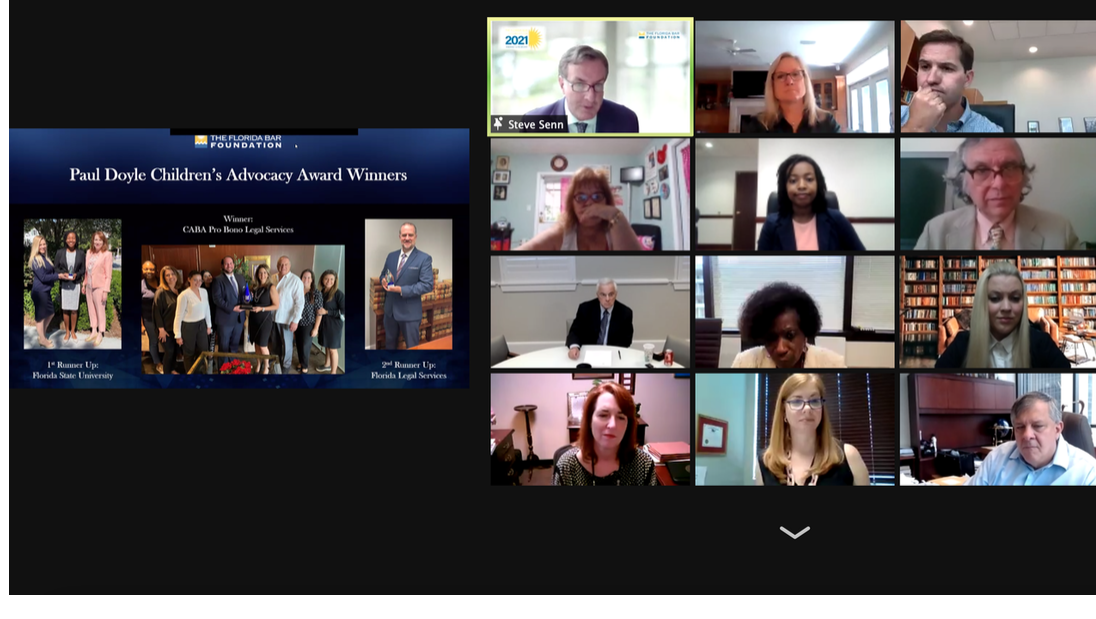 THE FLORIDA BAR
FOUNDATION
Paul Doyle Children's Advocacy Award Winners
Winner:
CABA Pro Bono Legal Services
1st Runner Up:
Florida State University
2nd Runner Up:
Florida Legal Services
2021
THE FLORIDA BAR
FOUNDATION
Steve Senn